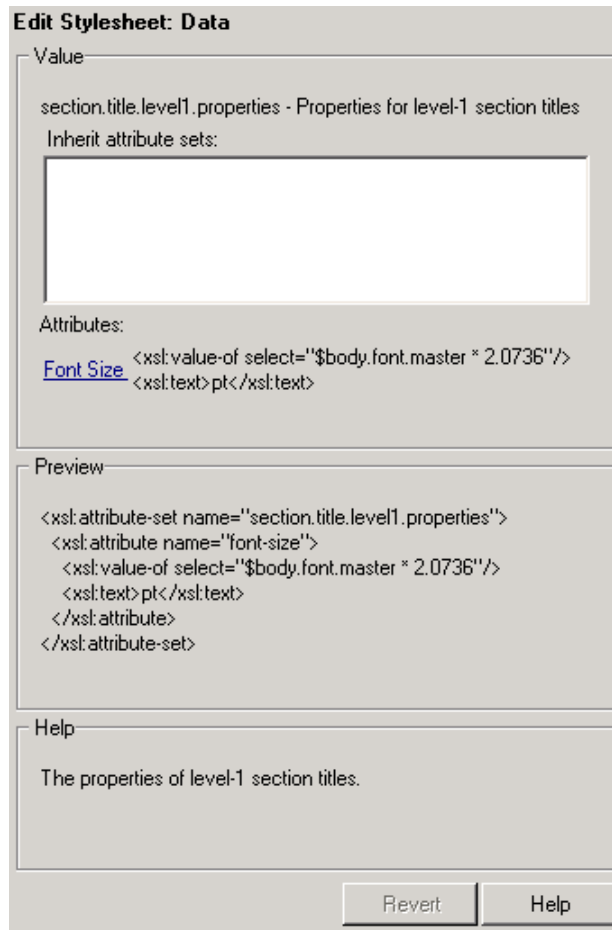 Edit Stylesheet: Data
Value
section.title.level1.properties - Properties for level-1 section titles
Inherit attribute sets:
Attributes:
Font Size
<xsl:value-of select="$body.font.master * 2.0736"/>
<xsl:text>pt</xsl:text>
Preview
<xsl:attribute-set name="section.title.level1.properties">
<xsl:attribute name="font-size">
<xsl:value-of select="$body.font.master * 2.0736"/>
<xsl:text>pt</xsl:text>
</xsl:attribute>
</xsl:attribute-set>
Help
The properties of level-1 section titles.
Revert Help